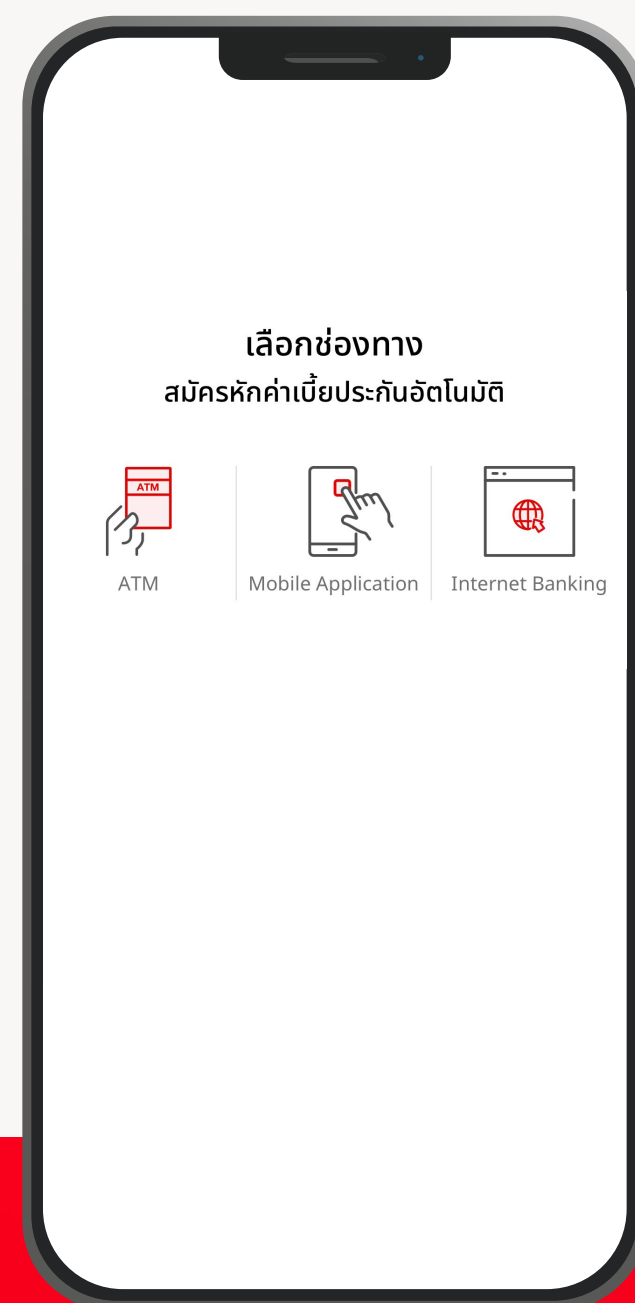 เลือกช่องทาง
สมัครหักค่าเบี้ยประกันอัตโนมัติ
ATM
ATM
Mobile Application
Internet Banking